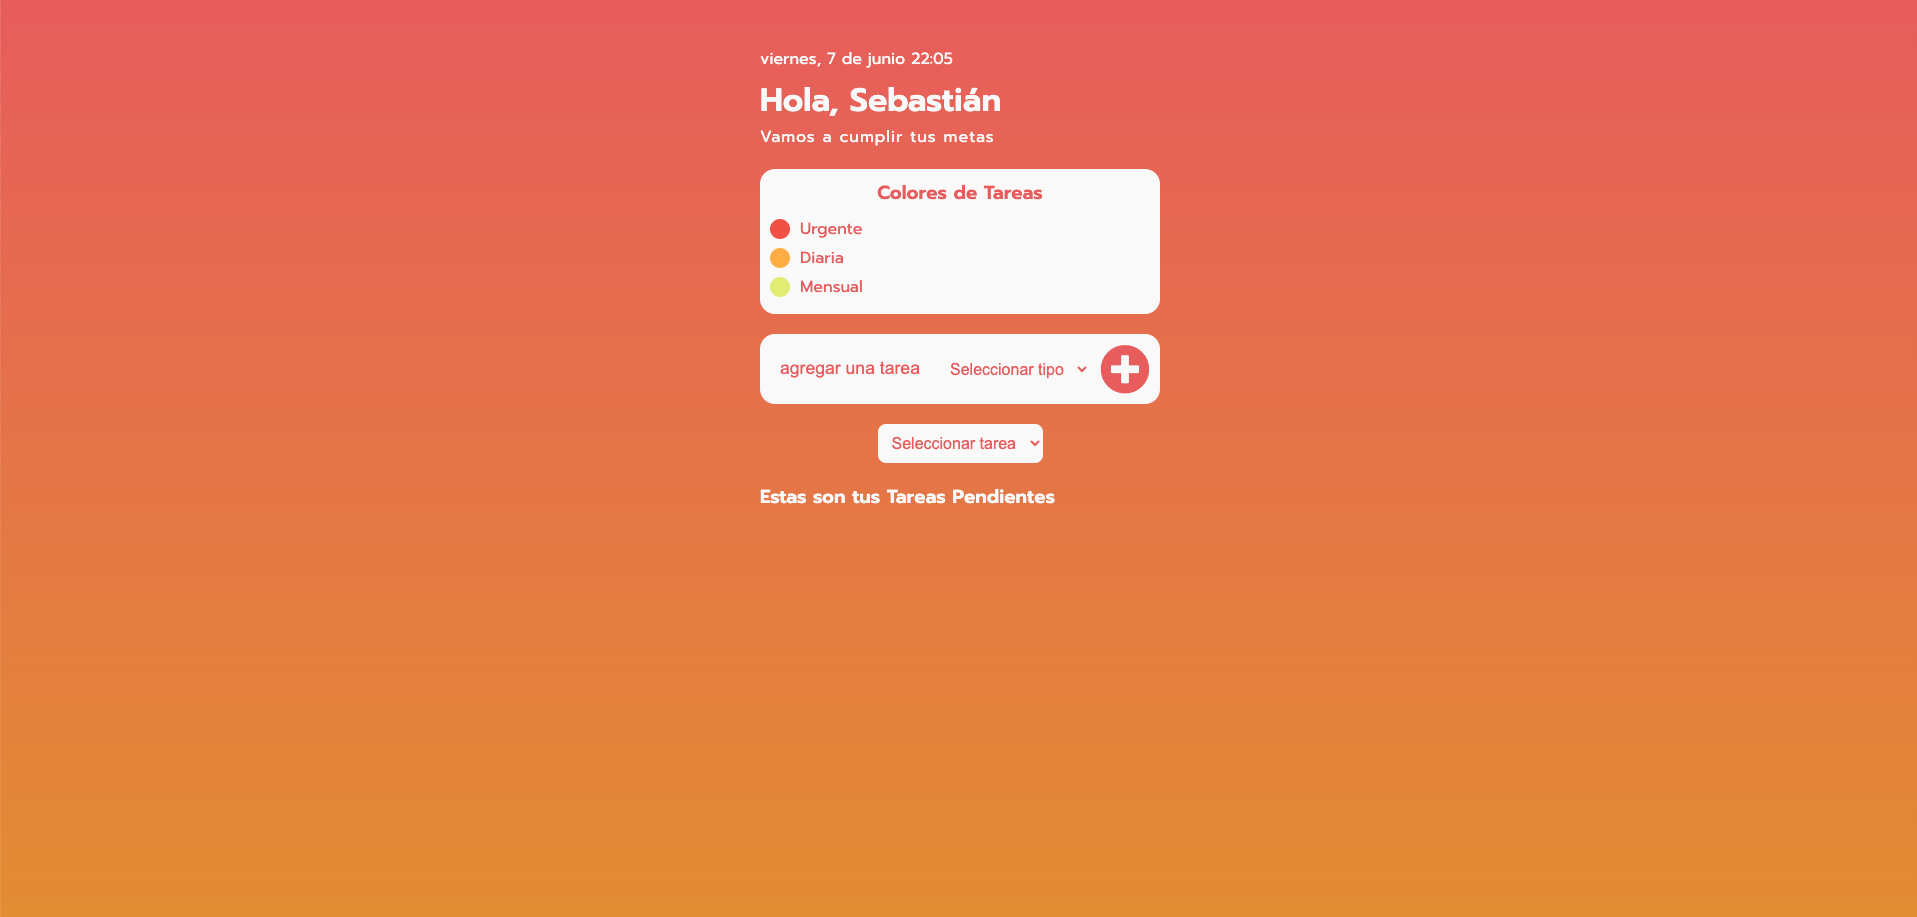 viernes, 7 de junio 22:05
Hola, Sebastián
Vamos a cumplir tus metas
Colores de Tareas
Urgente
Diaria
Mensual
agregar una tarea Seleccionar tipo
Seleccionar tarea
Estas son tus Tareas Pendientes